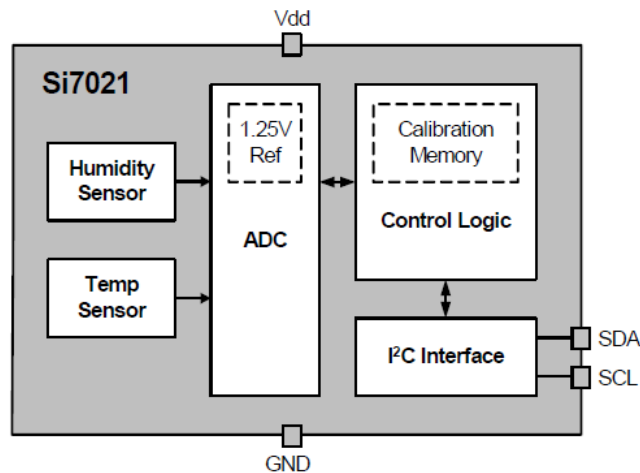 Vdd
Si7021
1.25V
Ref
Calibration
Memory
Humidity
Sensor
ADC
Control Logic
Temp
Sensor
I²C Interface
SDA
SCL
GND